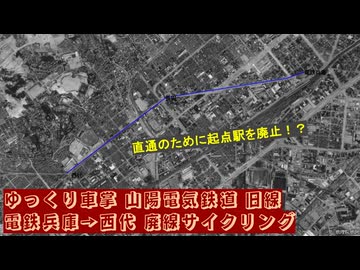 直通のために起点駅を廃止！？
ゆっくり車掌 山陽電気鉄道 旧線
電鉄兵庫→西代 廃線サイクリング